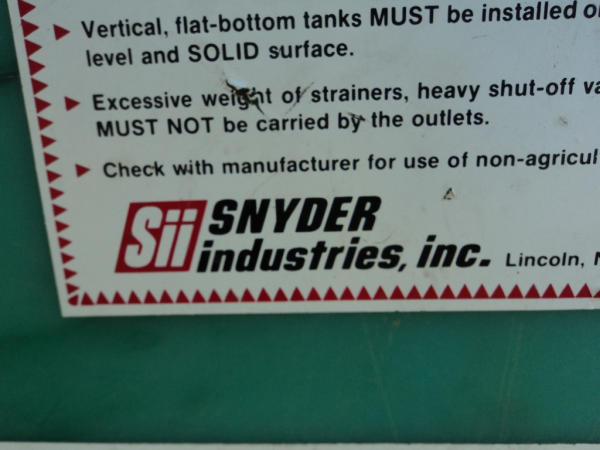 Vertical, flat-bottom tanks MUST be installed o
level and SOLID surface.
Excessive weight of strainers, heavy shut-off va
MUST NOT be carried by the outlets.
Check with manufacturer for use of non-agricul
Sii SNYDER
industries, inc. Lincoln, N